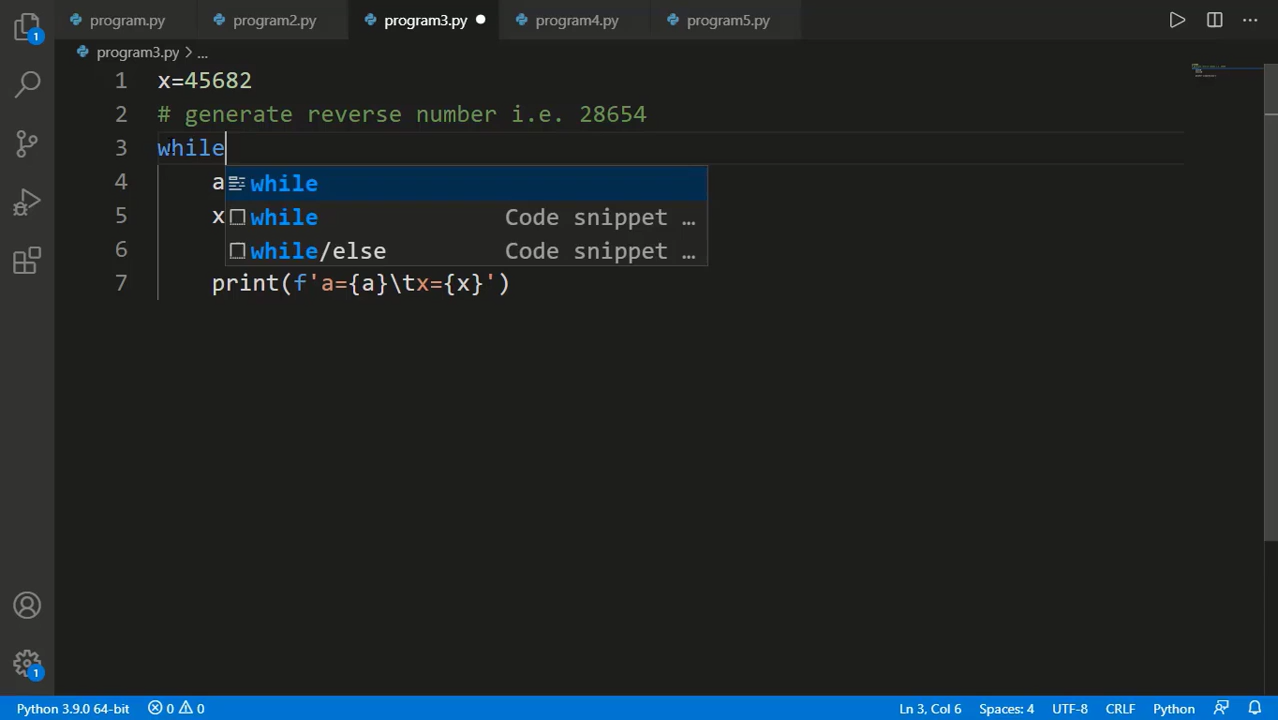 1
program.py program2.py program3.py program4.py program5.py
program3.py > ...
1 x=45682
2 # generate reverse number i.e. 28654
3 while
4 a while
5 x while Code snippet ...
6 while/else Code snippet ...
7 print(f'a={a}\tx={x}')
1
Python 3.9.0 64-bit 0 0 Ln 3, Col 6 Spaces: 4 UTF-8 CRLF Python